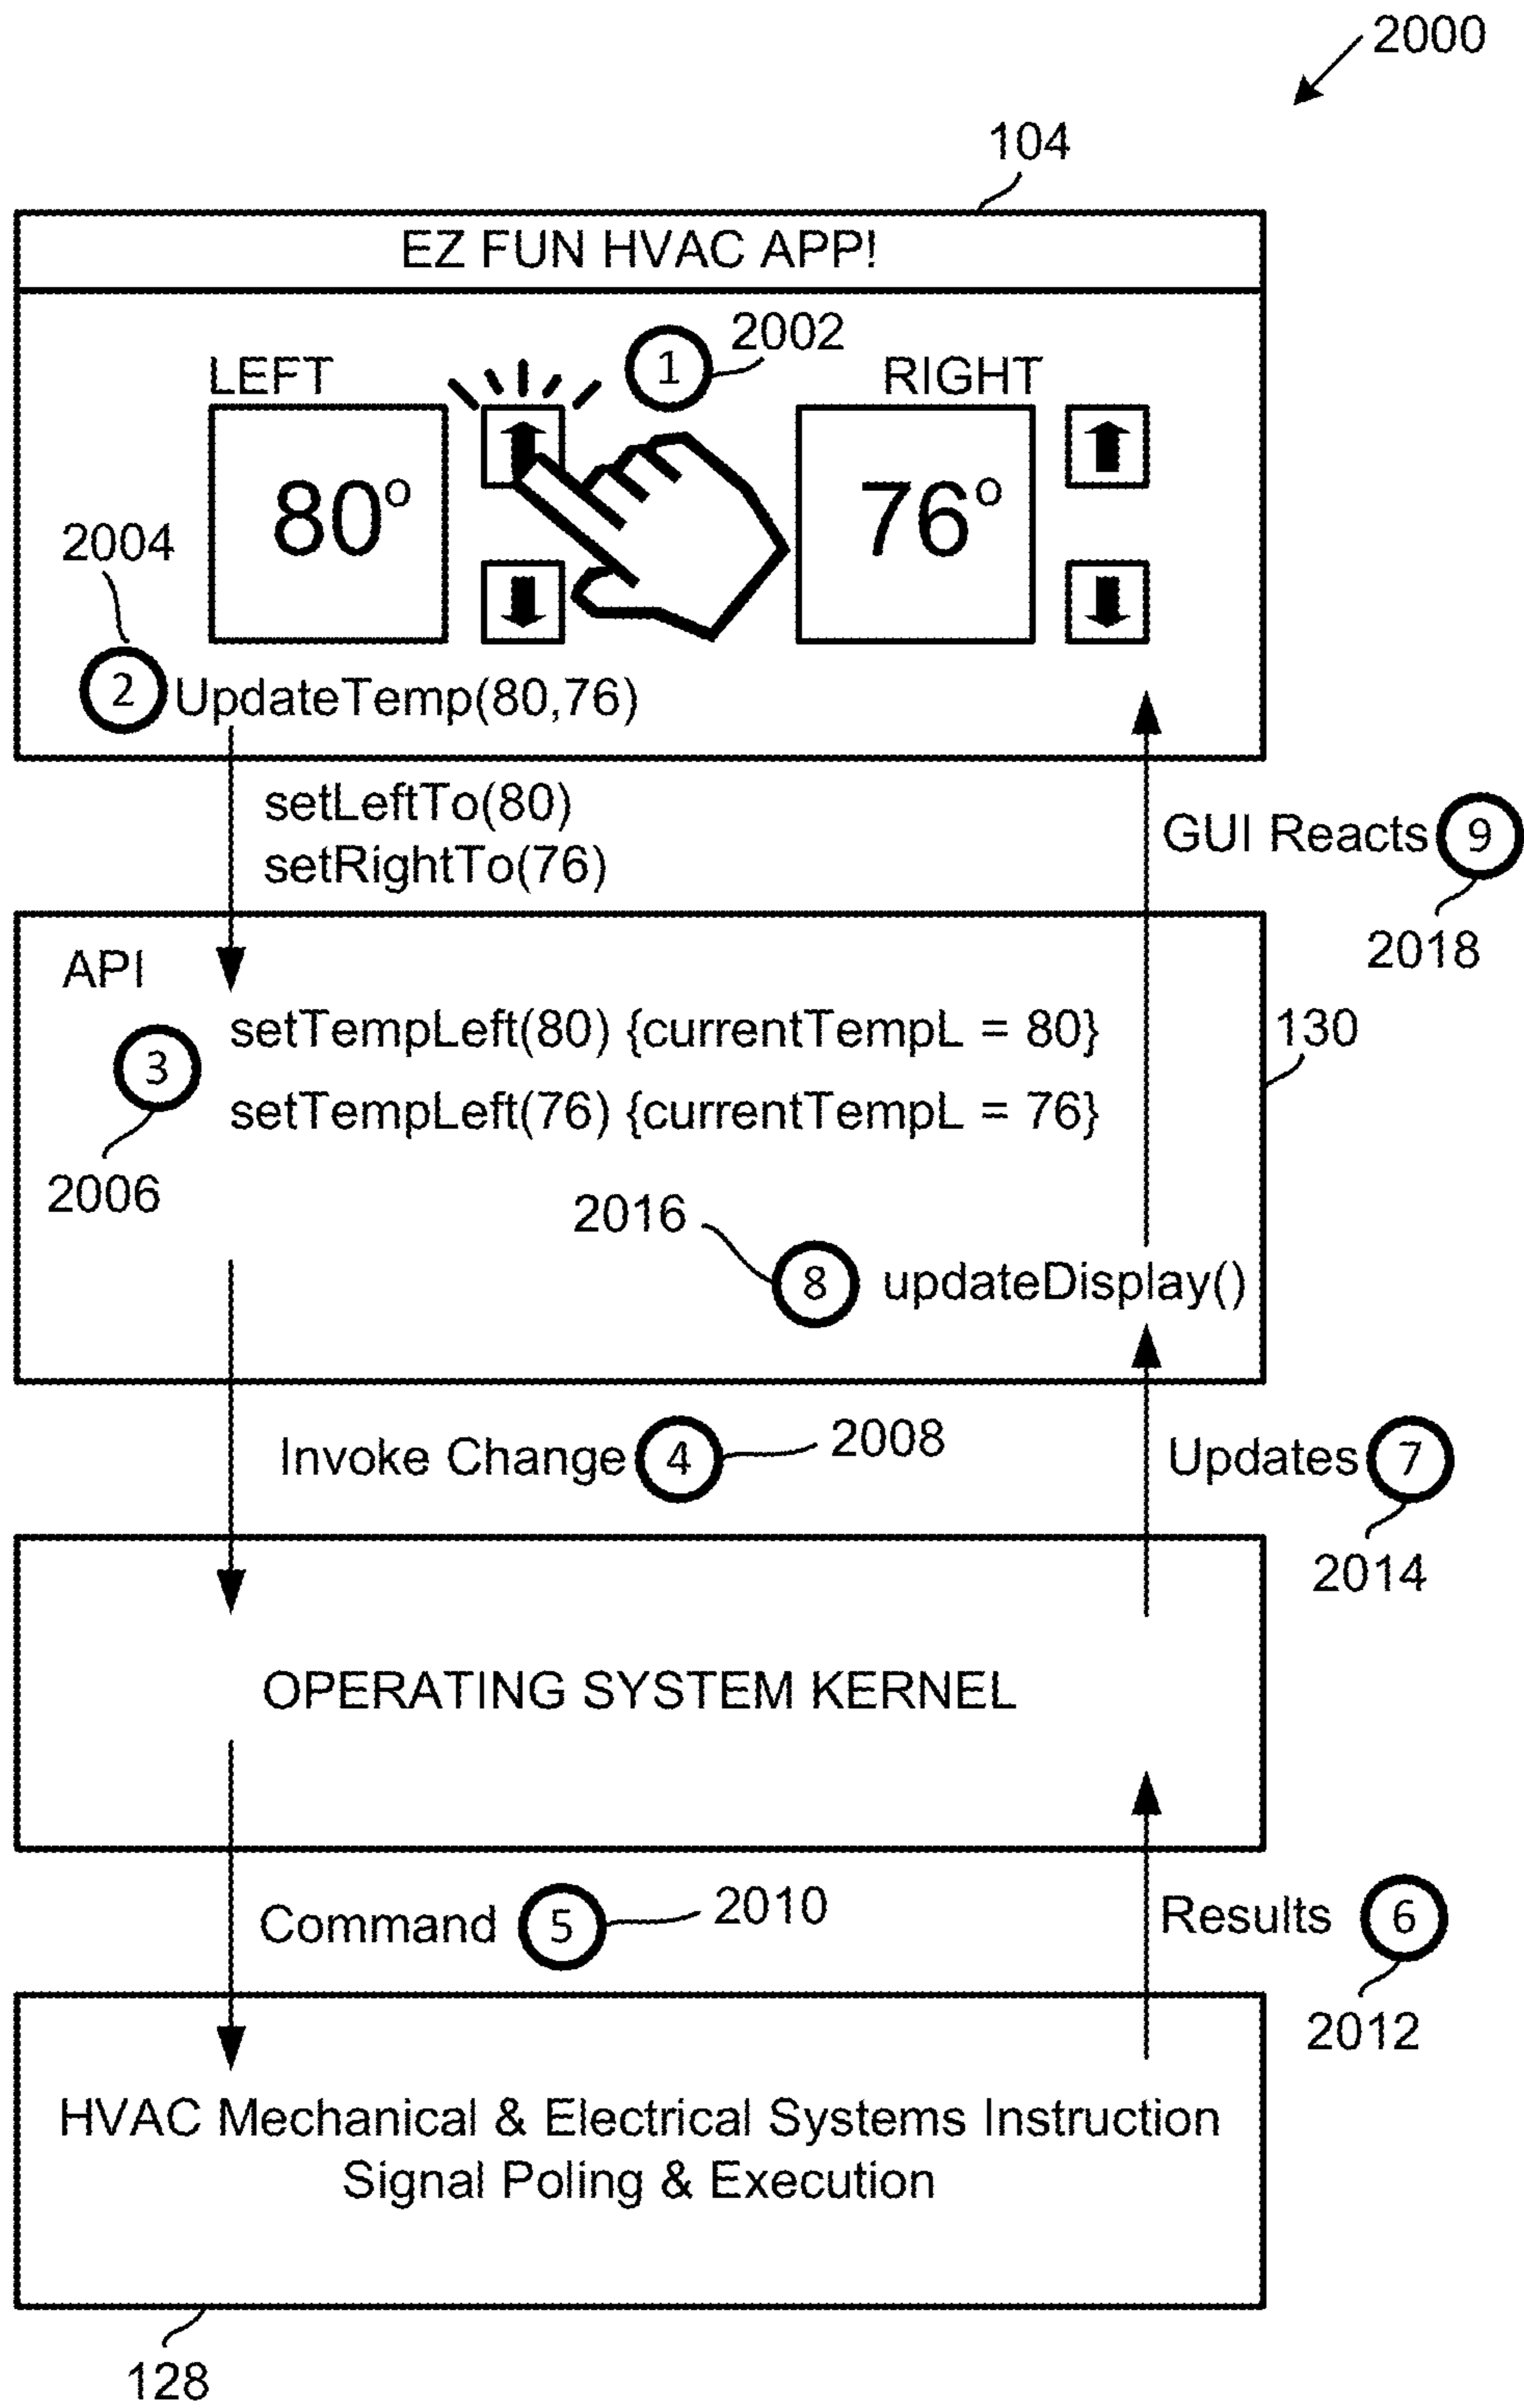 2000
104
EZ FUN HVAC APP!
1 2002
LEFT
RIGHT
80°
76°
2004
2 UpdateTemp(80,76)
setLeftTo(80)
setRightTo(76)
GUI Reacts 9
2018
API
130
setTempLeft(80) {currentTempL = 80}
3
setTempLeft(76) {currentTempL = 76}
2006
2016
8 updateDisplay()
Invoke Change 4 2008
Updates 7
2014
OPERATING SYSTEM KERNEL
Command 5 2010
Results 6
2012
HVAC Mechanical & Electrical Systems Instruction
Signal Poling & Execution
128